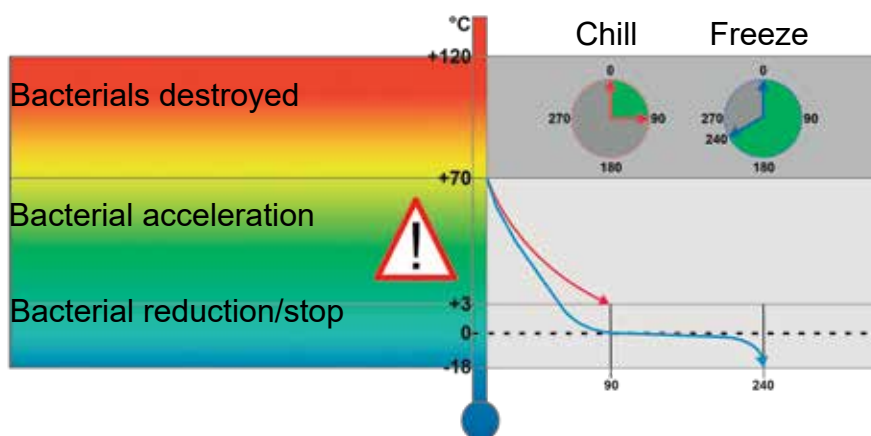 °C
Chill
Freeze
+120
0
0
Bacterials destroyed
270
90
270
90
240
180
180
+70
Bacterial acceleration
!
+3
Bacterial reduction/stop
0
-18
90
240